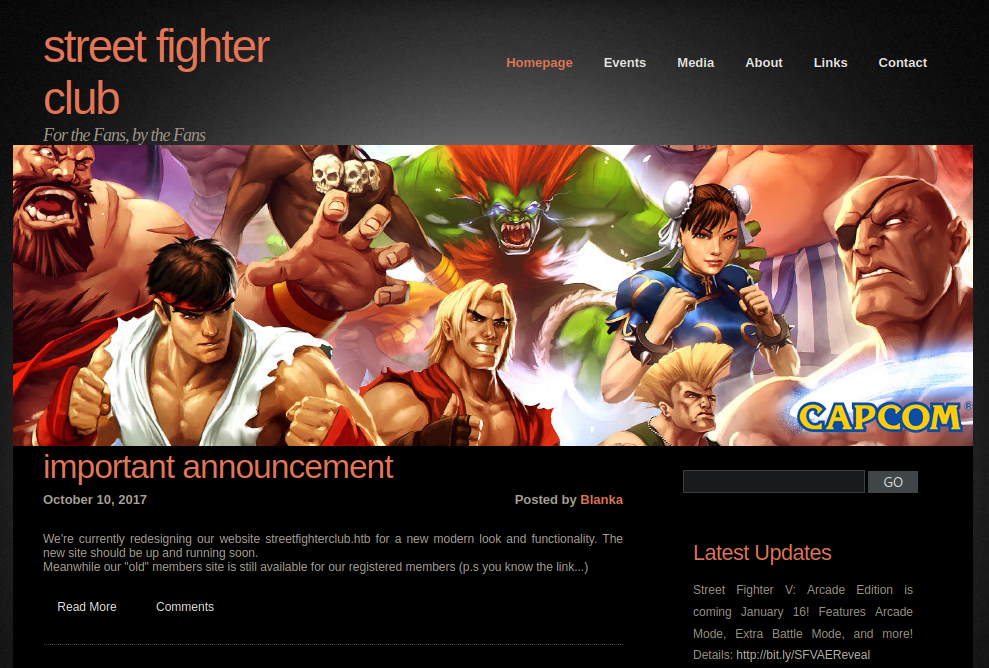 street fighter
club
For the Fans, by the Fans
Homepage Events Media About Links Contact
CAPCOM®
important announcement
October 10, 2017 Posted by Blanka
We're currently redesigning our website streetfighterclub.htb for a new modern look and functionality. The
new site should be up and running soon.
Meanwhile our "old" members site is still available for our registered members (p.s you know the link...)
Read More Comments
GO
Latest Updates
Street Fighter V: Arcade Edition is
coming January 16! Features Arcade
Mode, Extra Battle Mode, and more!
Details: http://bit.ly/SFVAEReveal